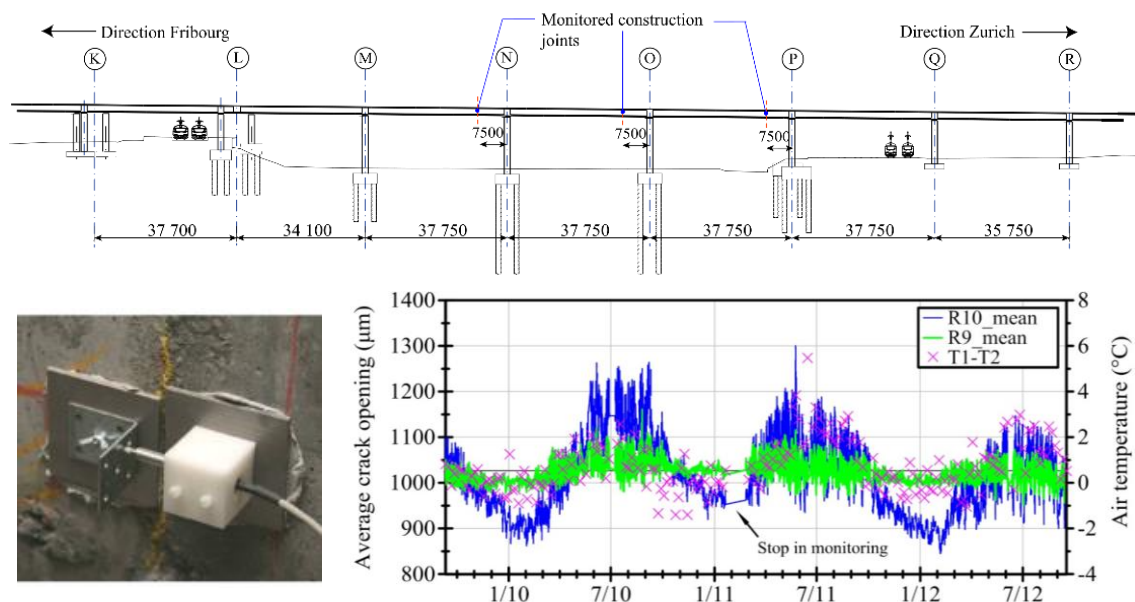 Direction Fribourg
Monitored construction
joints
Direction Zurich
K
L
M
N
O
P
Q
R
7500
7500
7500
37 700
34 100
37 750
37 750
37 750
37 750
35 750
1400
1300
1200
1100
1000
900
800
Average crack opening (μm)
R10_mean
R9_mean
T1-T2
Stop in monitoring
8
6
4
2
0
-2
-4
Air temperature (°C)
1/10
7/10
1/11
7/11
1/12
7/12